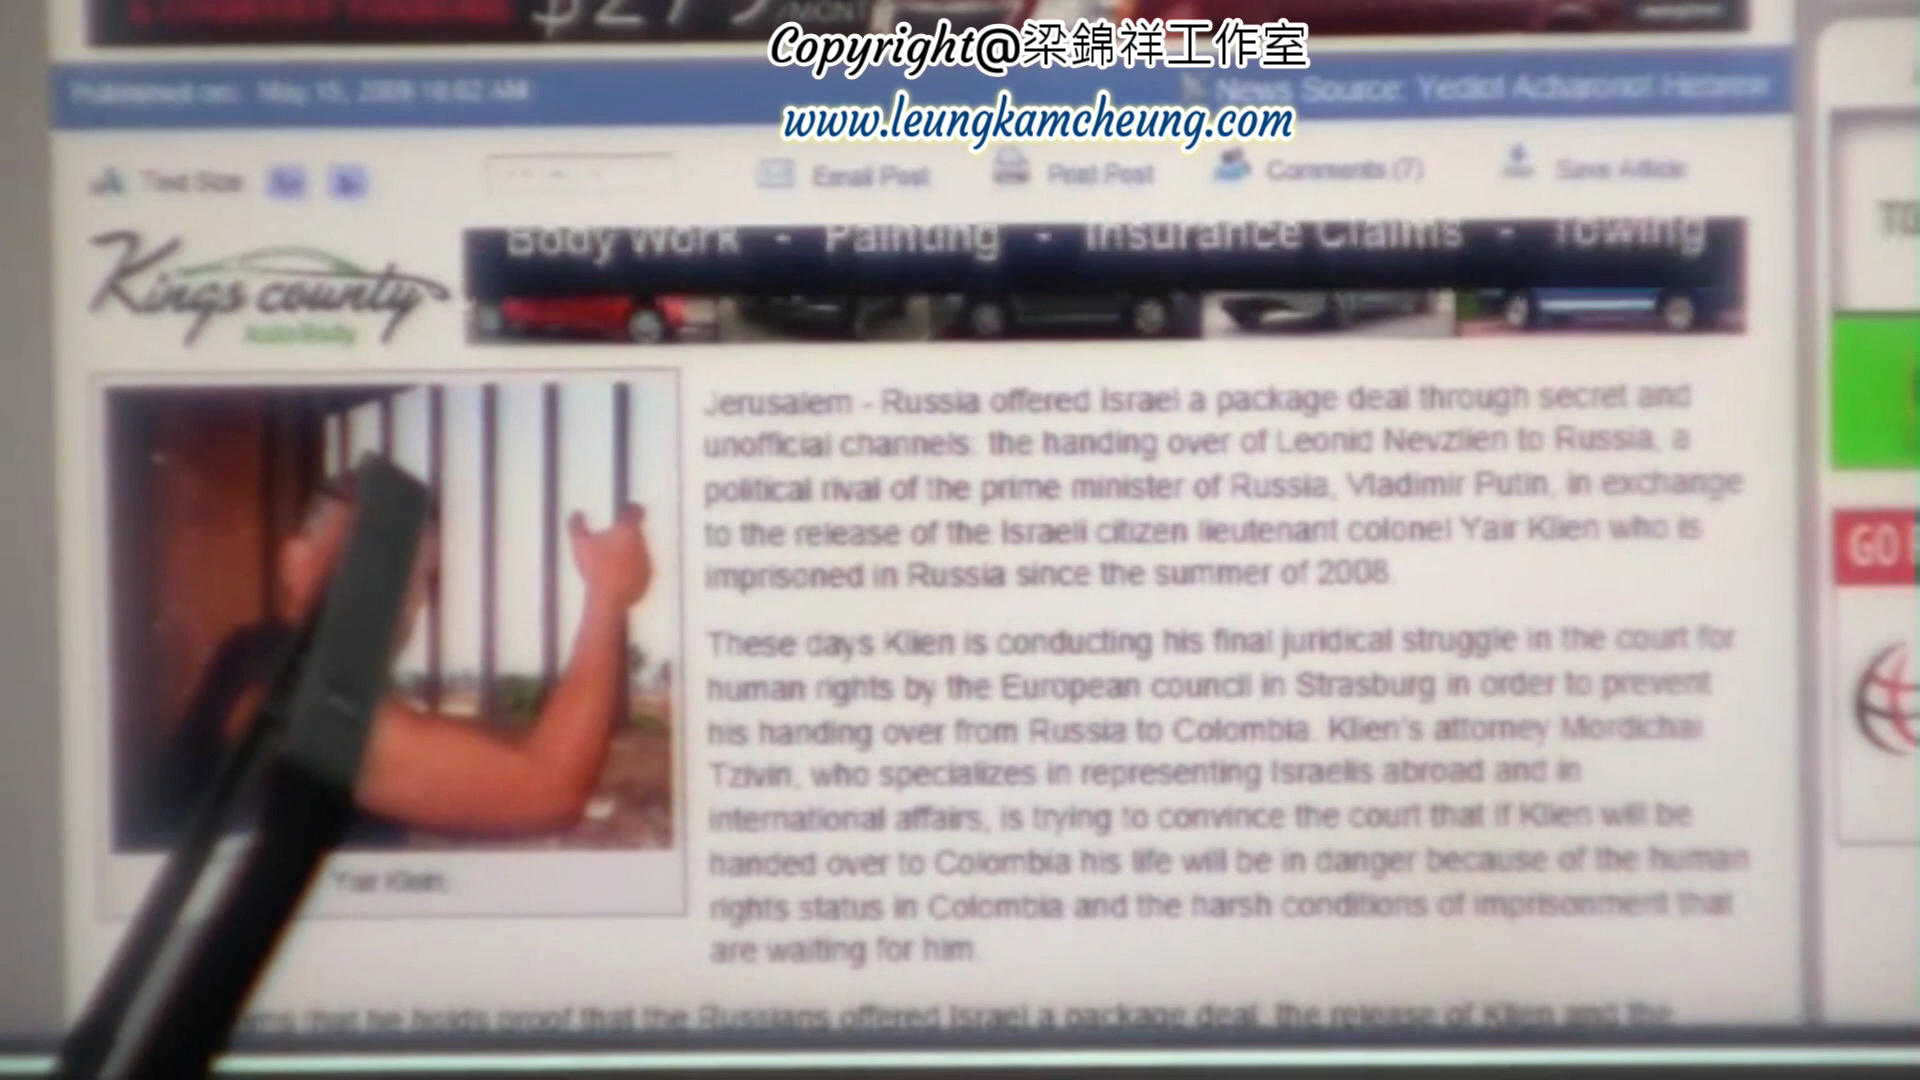 $279 /MONT
Copyright@梁錦祥工作室
www.leungkamcheung.com
Published on: May 15, 2009 10:02 AM
News Source: Yediot Acharonot Hebrew
Text Size
Email Post
Print Post
Comments (7)
Save Article
TO
Kings county
Auto Body
Body Work - Painting - Insurance Claims - Towing
Jerusalem - Russia offered Israel a package deal through secret and
unofficial channels: the handing over of Leonid Nevzlien to Russia, a
political rival of the prime minister of Russia, Vladimir Putin, in exchange
to the release of the Israeli citizen lieutenant colonel Yair Klien who is
imprisoned in Russia since the summer of 2008.
GO
These days Klien is conducting his final juridical struggle in the court for
human rights by the European council in Strasburg in order to prevent
his handing over from Russia to Colombia. Klien's attorney Mordichai
Tzivin, who specializes in representing Israelis abroad and in
international affairs, is trying to convince the court that if Klien will be
handed over to Colombia his life will be in danger because of the human
rights status in Colombia and the harsh conditions of imprisonment that
are waiting for him.
Yair Klein
that he holds proof that the Russians offered Israel a package deal, the release of Klien and the